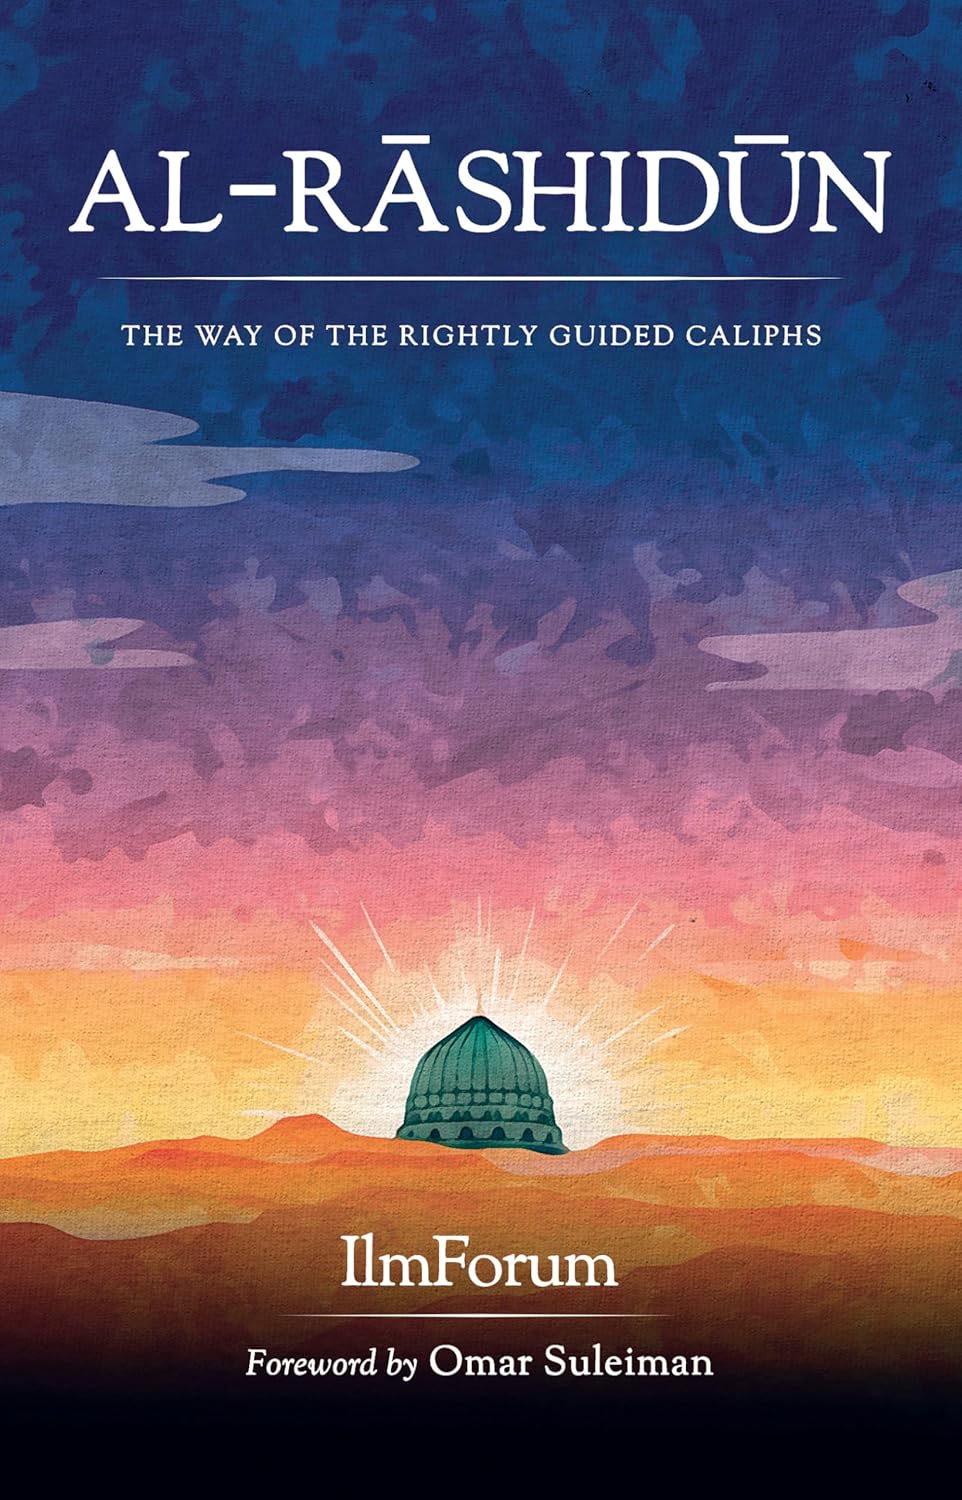 AL-RĀSHIDŪN
THE WAY OF THE RIGHTLY GUIDED CALIPHS
IlmForum
Foreword by Omar Suleiman